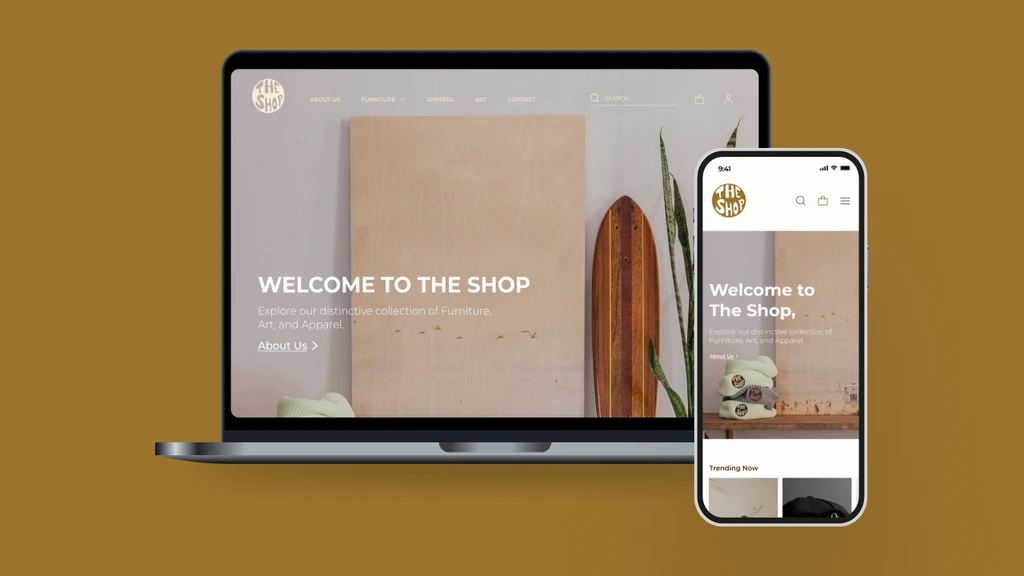 THE
SHOP
ABOUT US
FURNITURE
APPAREL
ART
CONTACT
SEARCH
WELCOME TO THE SHOP
Explore our distinctive collection of Furniture,
Art, and Apparel.
About Us
9:41
THE
SHOP
Welcome to
The Shop,
Explore our distinctive collection of
Furniture, Art, and Apparel.
About Us
Trending Now